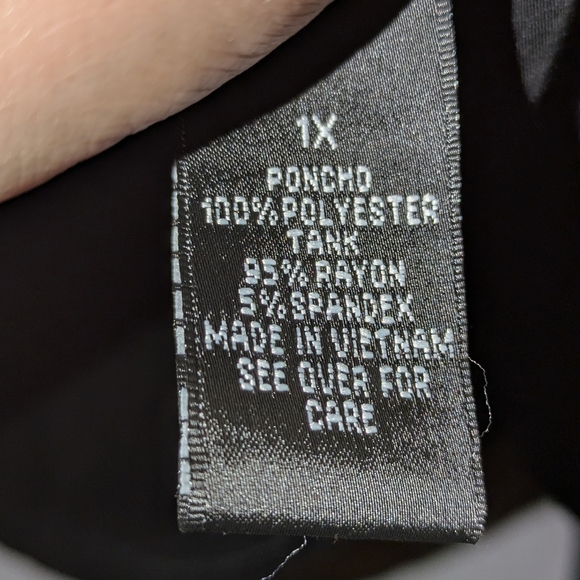 1X
PONCHO
100%POLYESTER
TANK
95% RAYON
5%SPANDEX
MADE IN VIETNAM
SEE OVER FOR
CARE